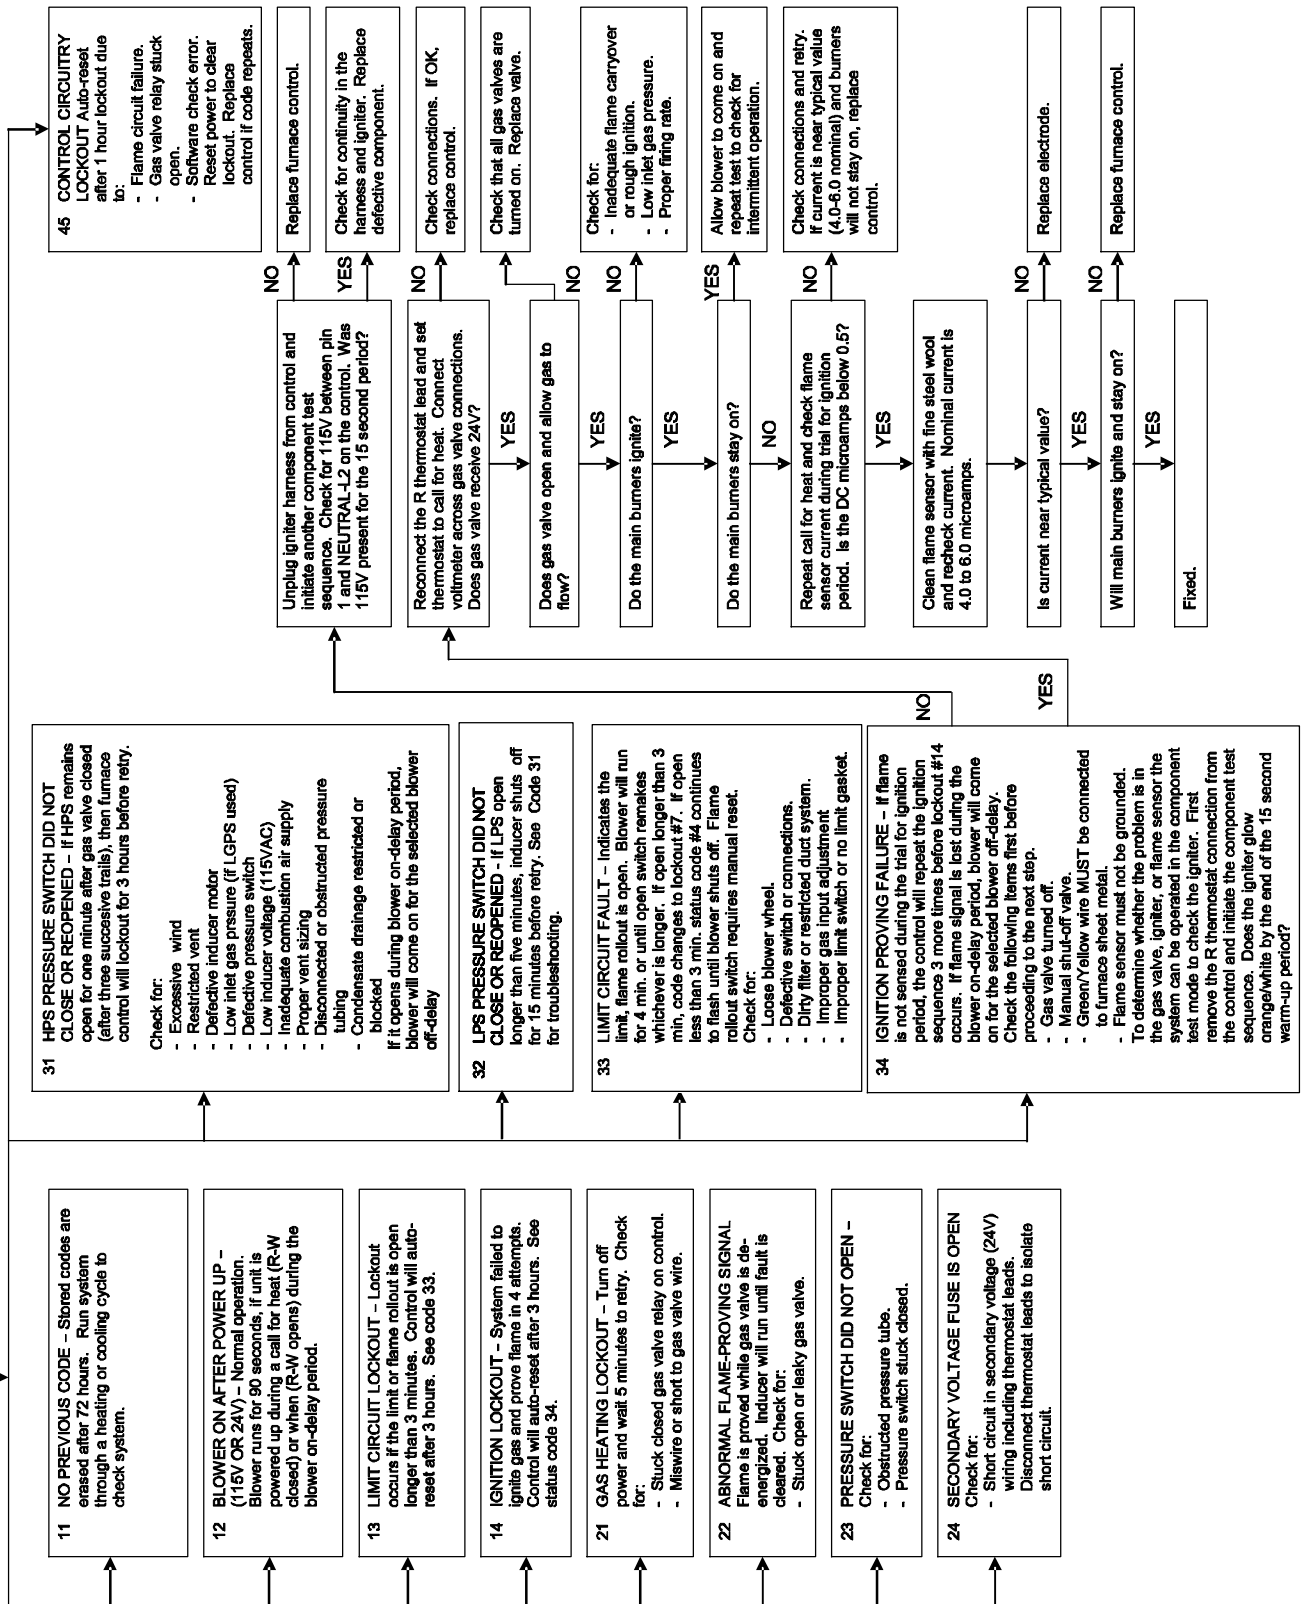 11 NO PREVIOUS CODE – Stored codes are
erased after 72 hours. Run system
through a heating or cooling cycle to
check system.
12 BLOWER ON AFTER POWER UP –
(115V OR 24V) – Normal operation.
Blower runs for 90 seconds, if unit is
powered up during a call for heat (R-W
closed) or when (R-W opens) during the
blower on-delay period.
13 LIMIT CIRCUIT LOCKOUT – Lockout
occurs if the limit or flame rollout is open
longer than 3 minutes. Control will auto-
reset after 3 hours. See code 33.
14 IGNITION LOCKOUT – System failed to
ignite gas and prove flame in 4 attempts.
Control will auto-reset after 3 hours. See
status code 34.
21 GAS HEATING LOCKOUT – Turn off
power and wait 5 minutes to retry. Check
for:
- Stuck closed gas valve relay on control.
- Miswire or short to gas valve wire.
22 ABNORMAL FLAME-PROVING SIGNAL
Flame is proved while gas valve is de-
energized. Inducer will run until fault is
cleared. Check for:
- Stuck open or leaky gas valve.
23 PRESSURE SWITCH DID NOT OPEN –
Check for:
- Obstructed pressure tube.
- Pressure switch stuck closed.
24 SECONDARY VOLTAGE FUSE IS OPEN
Check for:
- Short circuit in secondary voltage (24V)
wiring including thermostat leads.
Disconnect thermostat leads to isolate
short circuit.
31 HPS PRESSURE SWITCH DID NOT
CLOSE OR REOPENED – If HPS remains
open for one minute after gas valve closed
(after three succesive trails), then furnace
control will lockout for 3 hours before retry.
Check for:
- Excessive wind
- Restricted vent
- Defective inducer motor
- Low inlet gas pressure (if LGPS used)
- Defective pressure switch
- Low inducer voltage (115VAC)
- Inadequate combustion air supply
- Proper vent sizing
- Disconnected or obstructed pressure
tubing
- Condensate drainage restricted or
blocked
If it opens during blower on-delay period,
blower will come on for the selected blower
off-delay
32 LPS PRESSURE SWITCH DID NOT
CLOSE OR REOPENED - If LPS open
longer than five minutes, inducer shuts off
for 15 minutes before retry. See Code 31
for troubleshooting.
33 LIMIT CIRCUIT FAULT – Indicates the
limit, flame rollout is open. Blower will run
for 4 min. or until open switch remakes
whichever is longer. If open longer than 3
min, code changes to lockout #7. If open
less than 3 min. status code #4 continues
to flash until blower shuts off. Flame
rollout switch requires manual reset.
Check for:
- Loose blower wheel.
- Defective switch or connections.
- Dirty filter or restricted duct system.
- Improper gas input adjustment
- Improper limit switch or no limit gasket.
34 IGNITION PROVING FAILURE – If flame
is not sensed during the trial for ignition
period, the control will repeat the ignition
sequence 3 more times before lockout #14
occurs. If flame signal is lost during the
blower on-delay period, blower will come
on for the selected blower off-delay.
Check the following items first before
proceeding to the next step.
- Gas valve turned off.
- Manual shut-off valve.
- Green/Yellow wire MUST be connected
to furnace sheet metal.
- Flame sensor must not be grounded.
To determine whether the problem is in
the gas valve, igniter, or flame sensor the
system can be operated in the component
test mode to check the igniter. First
remove the R thermostat connection from
the control and initiate the component test
sequence. Does the igniter glow
orange/white by the end of the 15 second
warm-up period?
NO
YES
45 CONTROL CIRCUITRY
LOCKOUT Auto-reset
after 1 hour lockout due
to:
- Flame circuit failure.
- Gas valve relay stuck
open.
- Software check error.
Reset power to clear
lockout. Replace
control if code repeats.
Unplug igniter harness from control and
initiate another component test
sequence. Check for 115V between pin
1 and NEUTRAL-L2 on the control. Was
115V present for the 15 second period?
NO
Replace furnace control.
YES
Check for continuity in the
harness and igniter. Replace
defective component.
Reconnect the R thermostat lead and set
thermostat to call for heat. Connect
voltmeter across gas valve connections.
Does gas valve receive 24V?
NO
Check connections. If OK,
replace control.
YES
Does gas valve open and allow gas to
flow?
NO
Check that all gas valves are
turned on. Replace valve.
YES
Do the main burners ignite?
NO
Check for:
- Inadequate flame carryover
or rough ignition.
- Low inlet gas pressure.
- Proper firing rate.
YES
Do the main burners stay on?
YES
Allow blower to come on and
repeat test to check for
intermittent operation.
NO
Repeat call for heat and check flame
sensor current during trial for ignition
period. Is the DC microamps below 0.5?
NO
Check connections and retry.
If current is near typical value
(4.0-6.0 nominal) and burners
will not stay on, replace
control.
YES
Clean flame sensor with fine steel wool
and recheck current. Nominal current is
4.0 to 6.0 microamps.
Is current near typical value?
NO
Replace electrode.
YES
Will main burners ignite and stay on?
NO
Replace furnace control.
YES
Fixed.